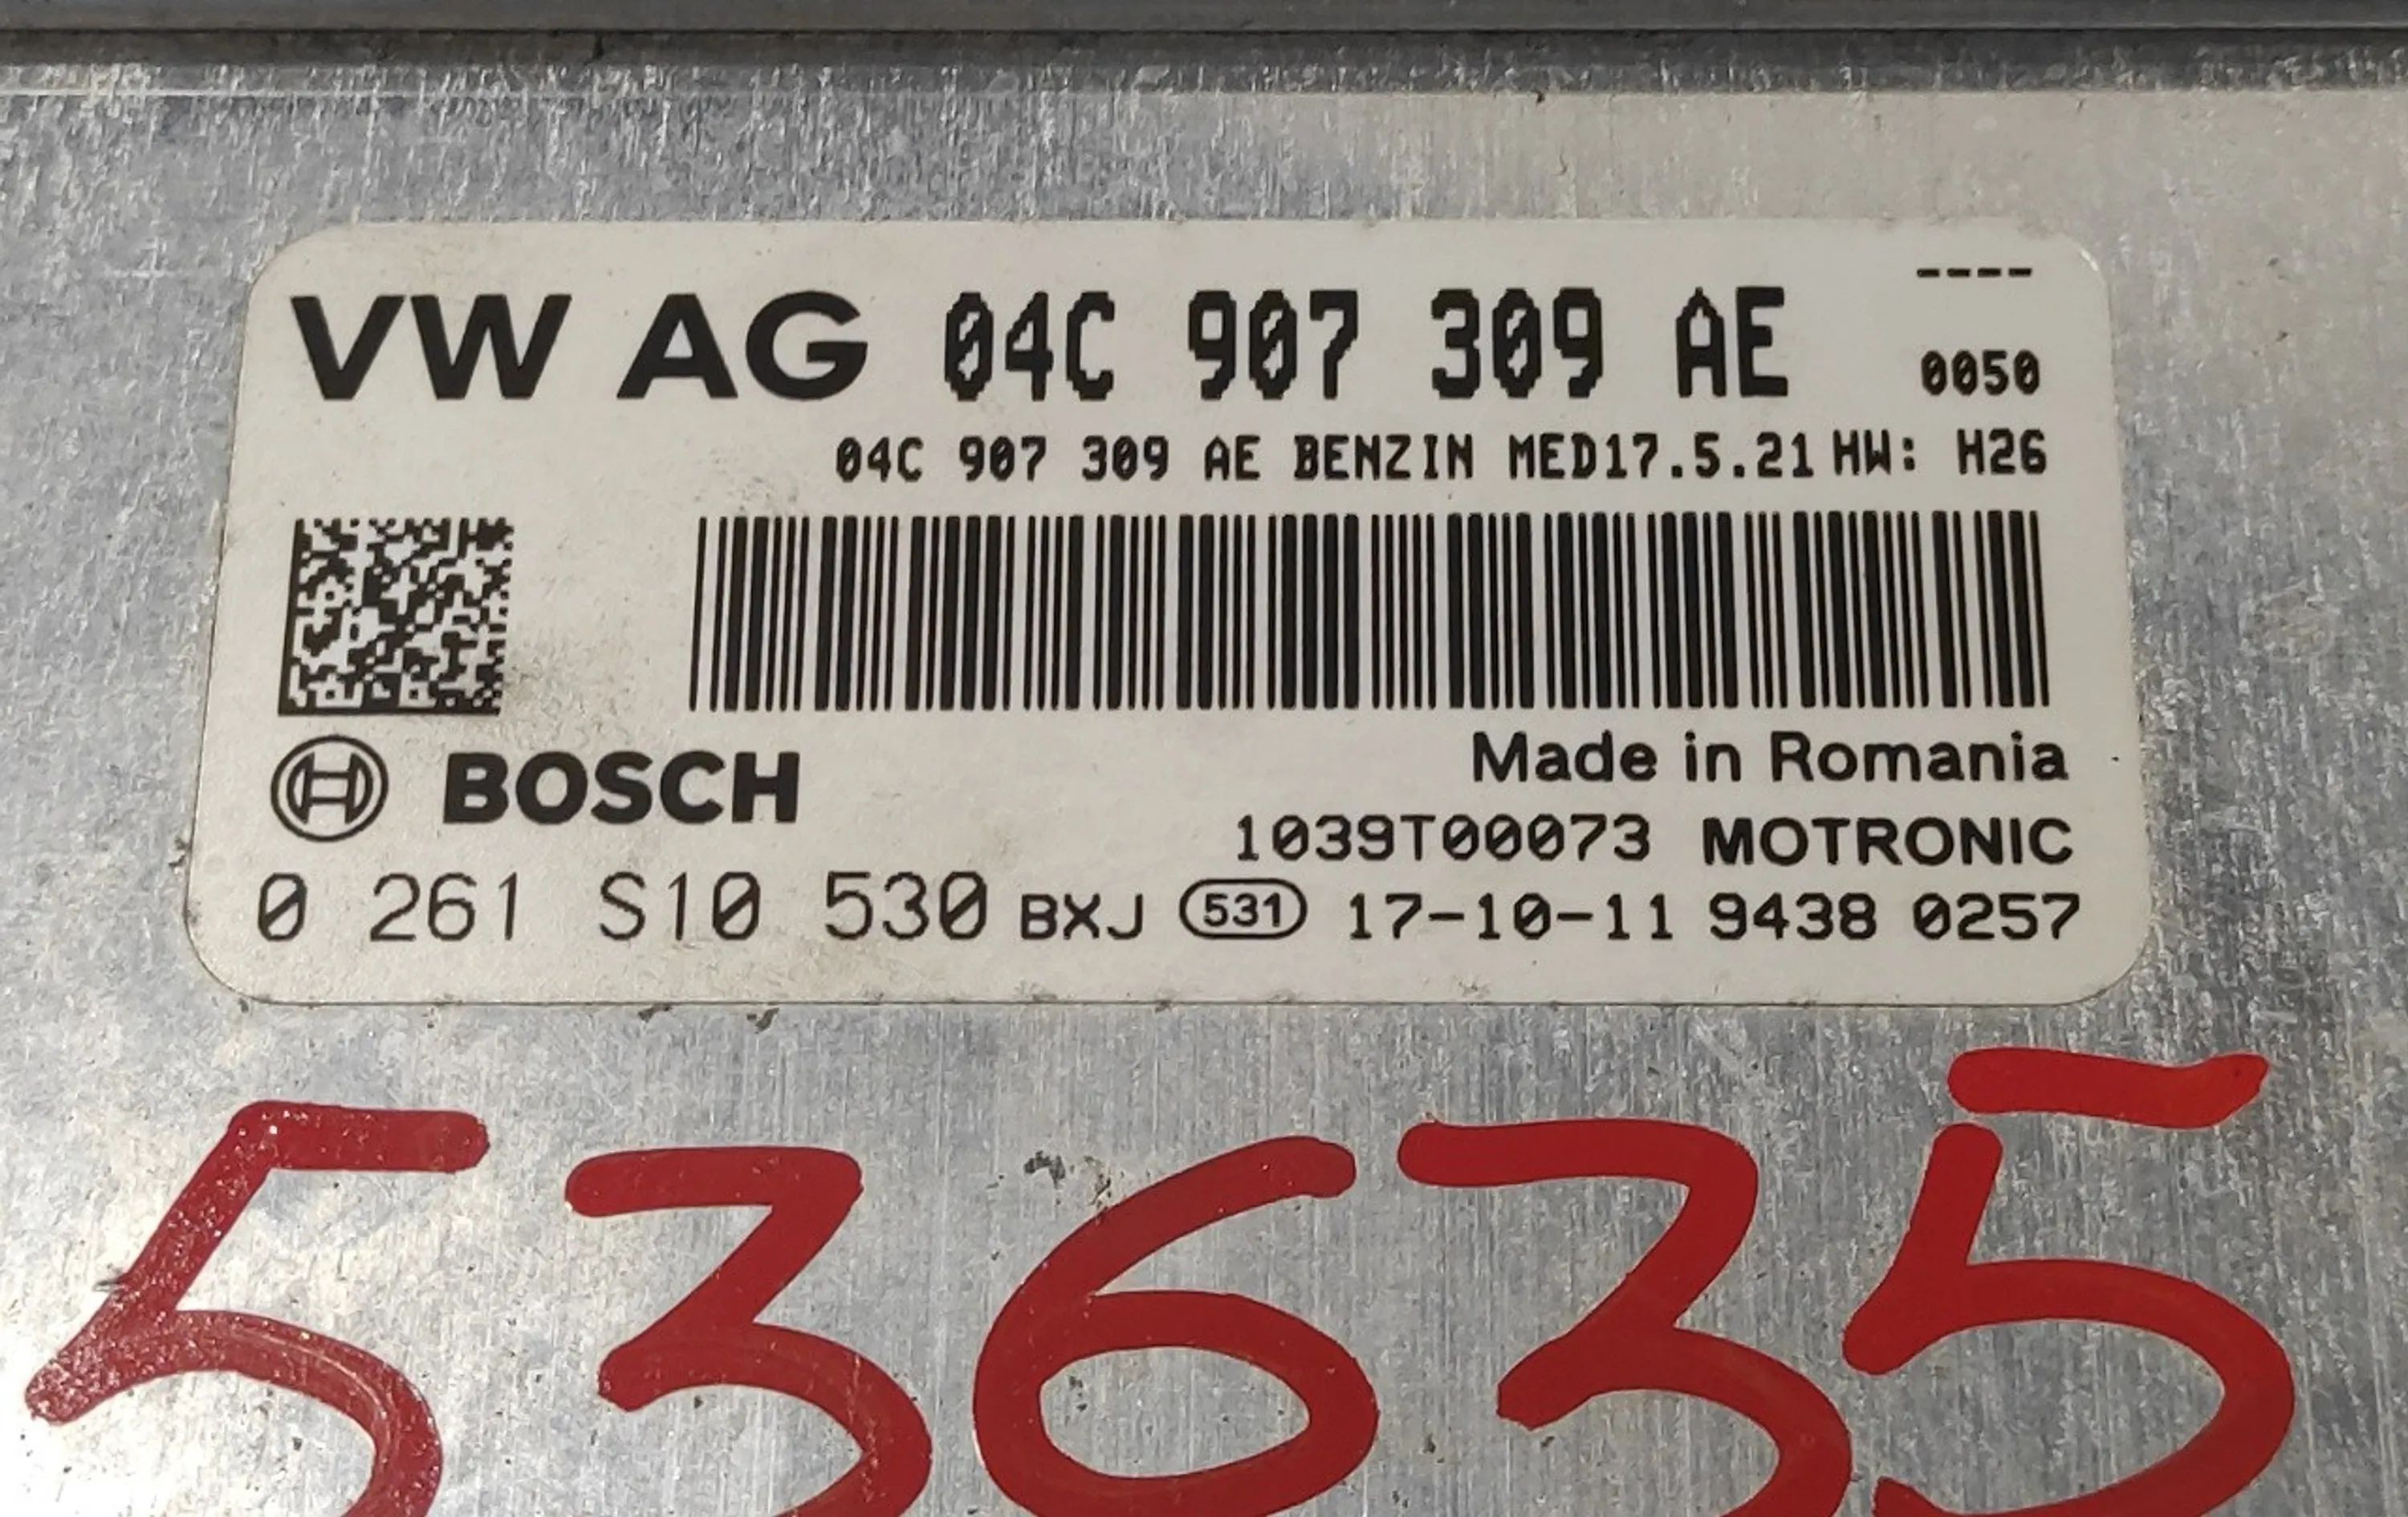 ----
VW AG 04C 907 309 AE 0050
04C 907 309 AE BENZIN MED17.5.21 HW: H26
BOSCH
Made in Romania
1039T00073 MOTRONIC
0 261 S10 530 BXJ 531 17-10-11 9438 0257
53635